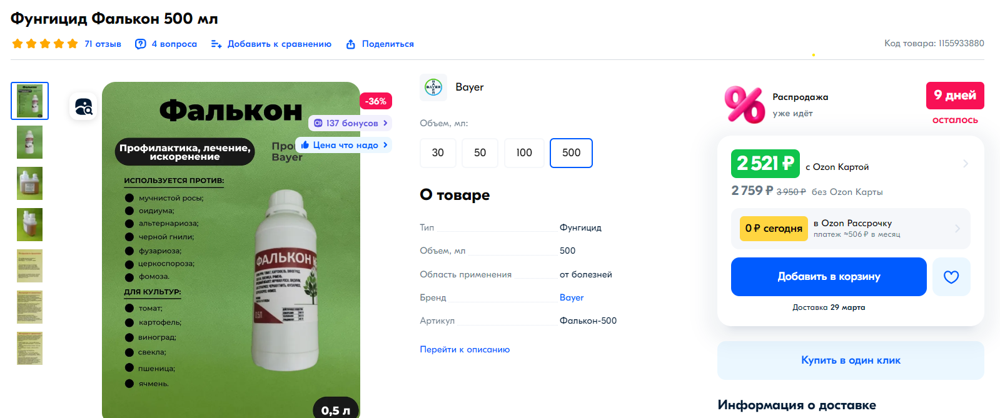 Фунгицид Фалькон 500 мл
71 отзыв
4 вопроса
Добавить к сравнению
Поделиться
Код товара: 1155933880
Фалькон
-36%
137 бонусов
Цена что надо
Профилактика, лечение,
искоренение
Bayer
ИСПОЛЬЗУЕТСЯ ПРОТИВ:
мучнистой росы;
оидиума;
альтернариоза;
черной гнили;
фузариоза;
церкоспороза;
фомоза.
ДЛЯ КУЛЬТУР:
томат;
картофель;
виноград;
свекла;
пшеница;
ячмень.
ФАЛЬКОН
0,5Л
0,5 л
Bayer
Объем, мл:
30
50
100
500
О товаре
Тип Фунгицид
Объем, мл 500
Область применения от болезней
Бренд Bayer
Артикул Фалькон-500
Перейти к описанию
%
Распродажа
уже идёт
9 дней
осталось
2 521 ₽ с Ozon Картой
2 759 ₽ 3 950 ₽ без Ozon Карты
0 ₽ сегодня
в Ozon Рассрочку
платеж ≈506 ₽ в месяц
Добавить в корзину
Доставка 29 марта
Купить в один клик
Информация о доставке